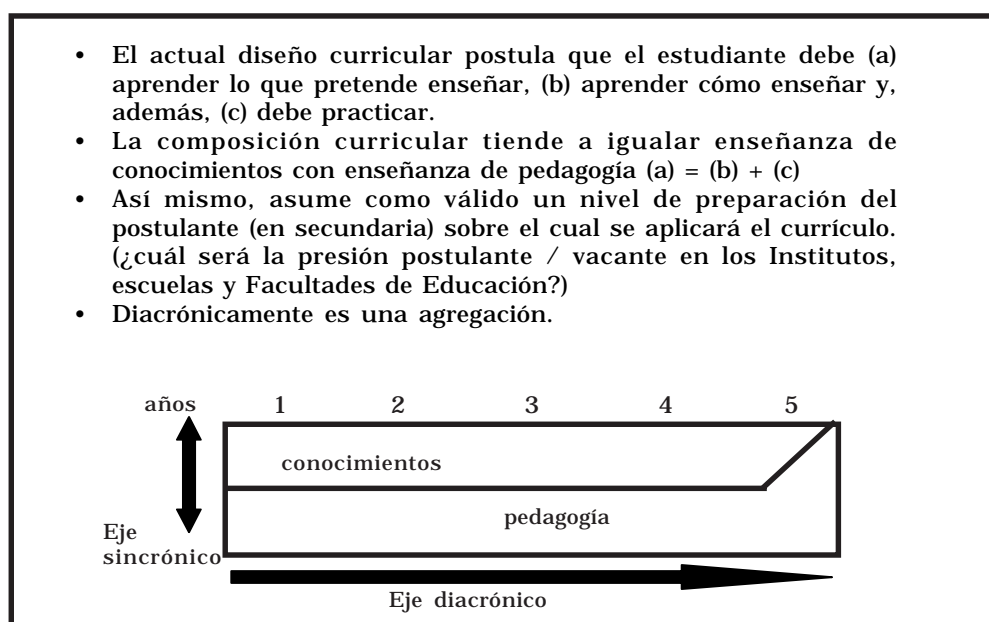 • El actual diseño curricular postula que el estudiante debe (a)
aprender lo que pretende enseñar, (b) aprender cómo enseñar y,
además, (c) debe practicar.
• La composición curricular tiende a igualar enseñanza de
conocimientos con enseñanza de pedagogía (a) = (b) + (c)
• Así mismo, asume como válido un nivel de preparación del
postulante (en secundaria) sobre el cual se aplicará el currículo.
(¿cuál será la presión postulante / vacante en los Institutos,
escuelas y Facultades de Educación?)
• Diacrónicamente es una agregación.
años 1 2 3 4 5
conocimientos
pedagogía
Eje
sincrónico
Eje diacrónico